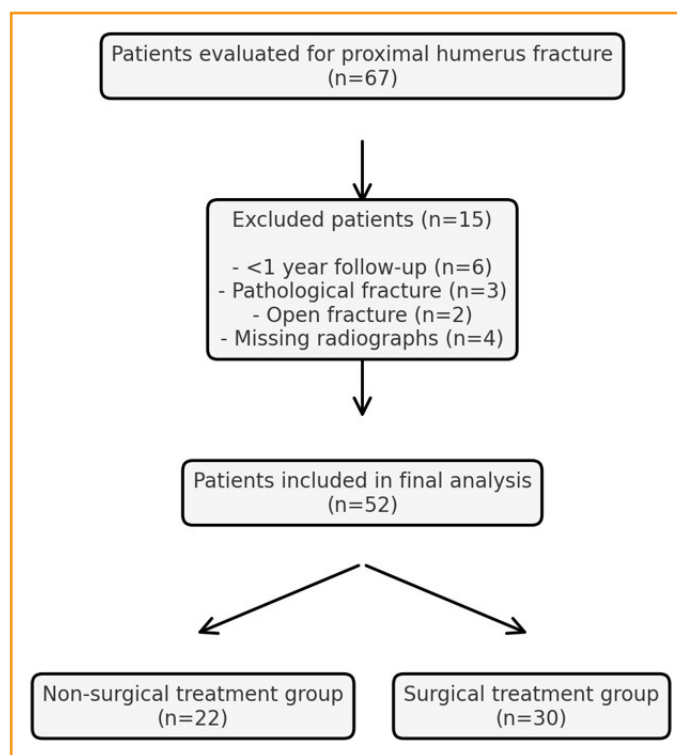 Patients evaluated for proximal humerus fracture
(n=67)
Excluded patients (n=15)
- <1 year follow-up (n=6)
- Pathological fracture (n=3)
- Open fracture (n=2)
- Missing radiographs (n=4)
Patients included in final analysis
(n=52)
Non-surgical treatment group
(n=22)
Surgical treatment group
(n=30)